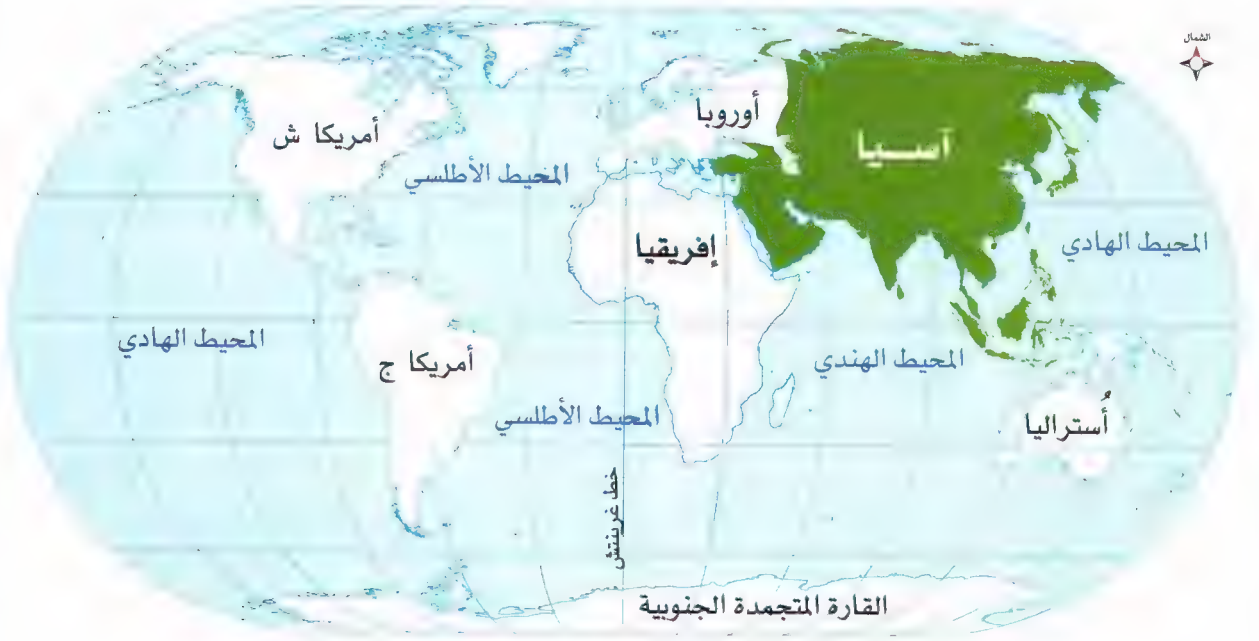 الشمال
أوروبا
آسيا
أمريكا ش
المحيط الأطلسي
إفريقيا
المحيط الهادي
المحيط الهادي
أمريكا ج
المحيط الهندي
المحيط الأطلسي
أُستراليا
خط غرينتش
القارة المتجمدة الجنوبية